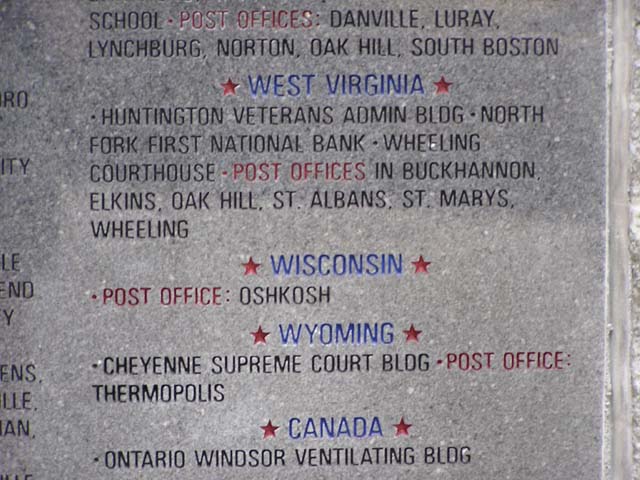 SCHOOL · POST OFFICES: DANVILLE, LURAY,
LYNCHBURG, NORTON, OAK HILL, SOUTH BOSTON
★ WEST VIRGINIA ★
· HUNTINGTON VETERANS ADMIN BLDG · NORTH
FORK FIRST NATIONAL BANK · WHEELING
COURTHOUSE · POST OFFICES IN BUCKHANNON,
ELKINS, OAK HILL, ST. ALBANS, ST. MARYS,
WHEELING
★ WISCONSIN ★
· POST OFFICE: OSHKOSH
★ WYOMING ★
· CHEYENNE SUPREME COURT BLDG · POST OFFICE:
THERMOPOLIS
★ CANADA ★
· ONTARIO WINDSOR VENTILATING BLDG